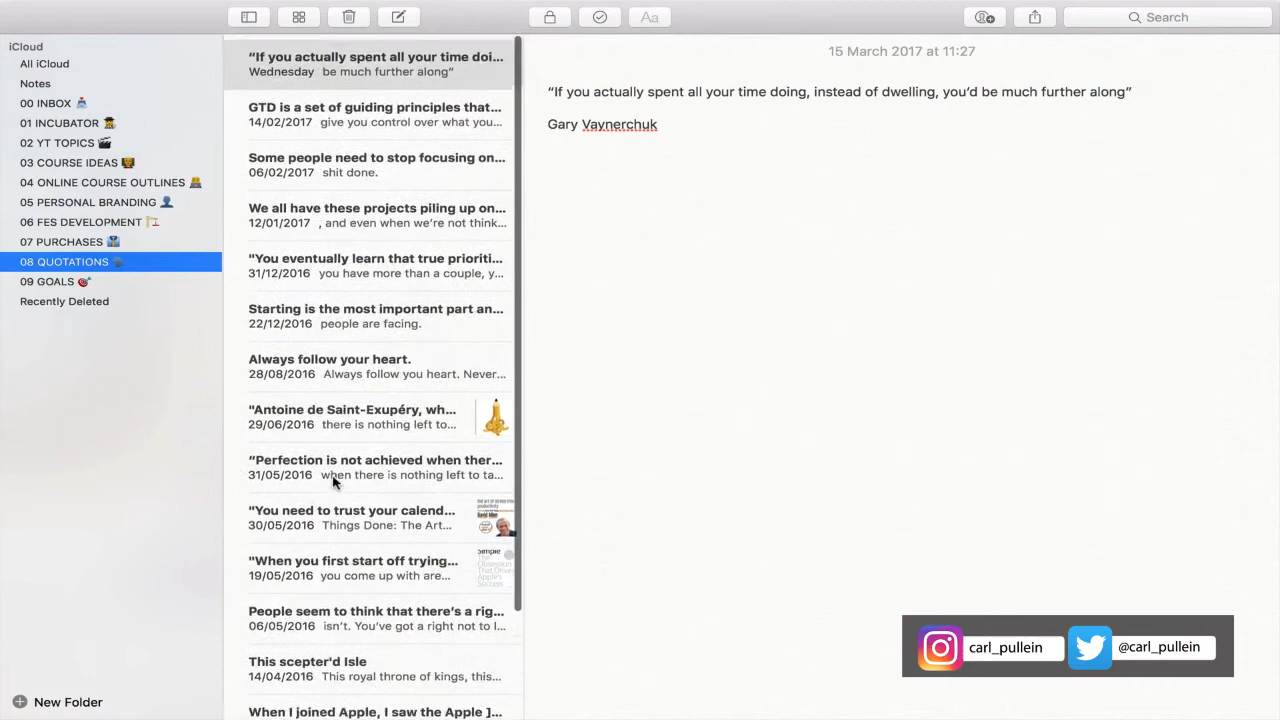 Aa
Search
iCloud
All iCloud
Notes
00 INBOX
01 INCUBATOR
02 YT TOPICS
03 COURSE IDEAS
04 ONLINE COURSE OUTLINES
05 PERSONAL BRANDING
06 FES DEVELOPMENT
07 PURCHASES
08 QUOTATIONS
09 GOALS
Recently Deleted
New Folder
“If you actually spent all your time doi...
Wednesday be much further along”
GTD is a set of guiding principles that...
14/02/2017 give you control over what you...
Some people need to stop focusing on...
06/02/2017 shit done.
We all have these projects piling up on...
12/01/2017 , and even when we're not think...
"You eventually learn that true prioriti...
31/12/2016 you have more than a couple, y...
Starting is the most important part an...
22/12/2016 people are facing.
Always follow your heart.
28/08/2016 Always follow you heart. Never...
"Antoine de Saint-Exupéry, wh...
29/06/2016 there is nothing left to...
“Perfection is not achieved when ther...
31/05/2016 when there is nothing left to ta...
"You need to trust your calend...
30/05/2016 Things Done: The Art...
David Allen
"When you first start off trying...
19/05/2016 you come up with are...
simple
The
Obsession
That Drives
Apple's
Success
People seem to think that there's a rig...
06/05/2016 isn't. You've got a right not to l...
This scepter'd Isle
14/04/2016 This royal throne of kings, this...
When I joined Apple, I saw the Apple ]...
15 March 2017 at 11:27
“If you actually spent all your time doing, instead of dwelling, you'd be much further along”
Gary Vaynerchuk
carl_pullein
@carl_pullein